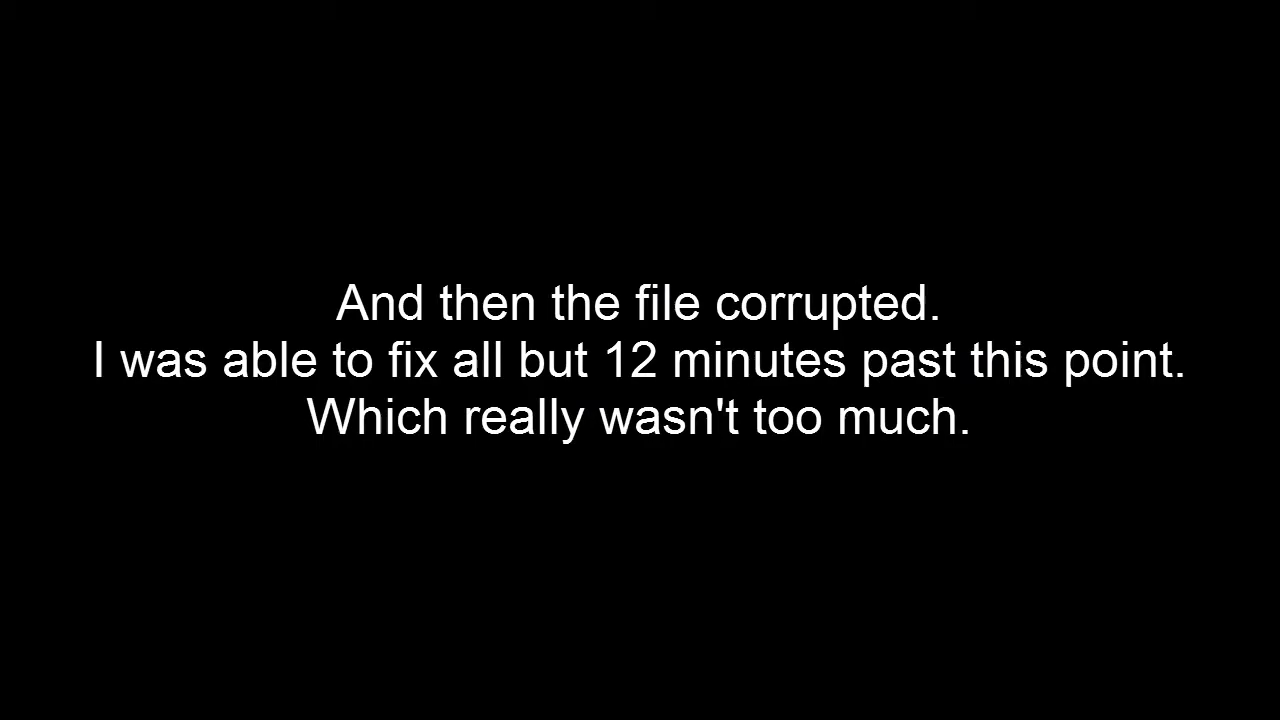 And then the file corrupted.
I was able to fix all but 12 minutes past this point.
Which really wasn't too much.